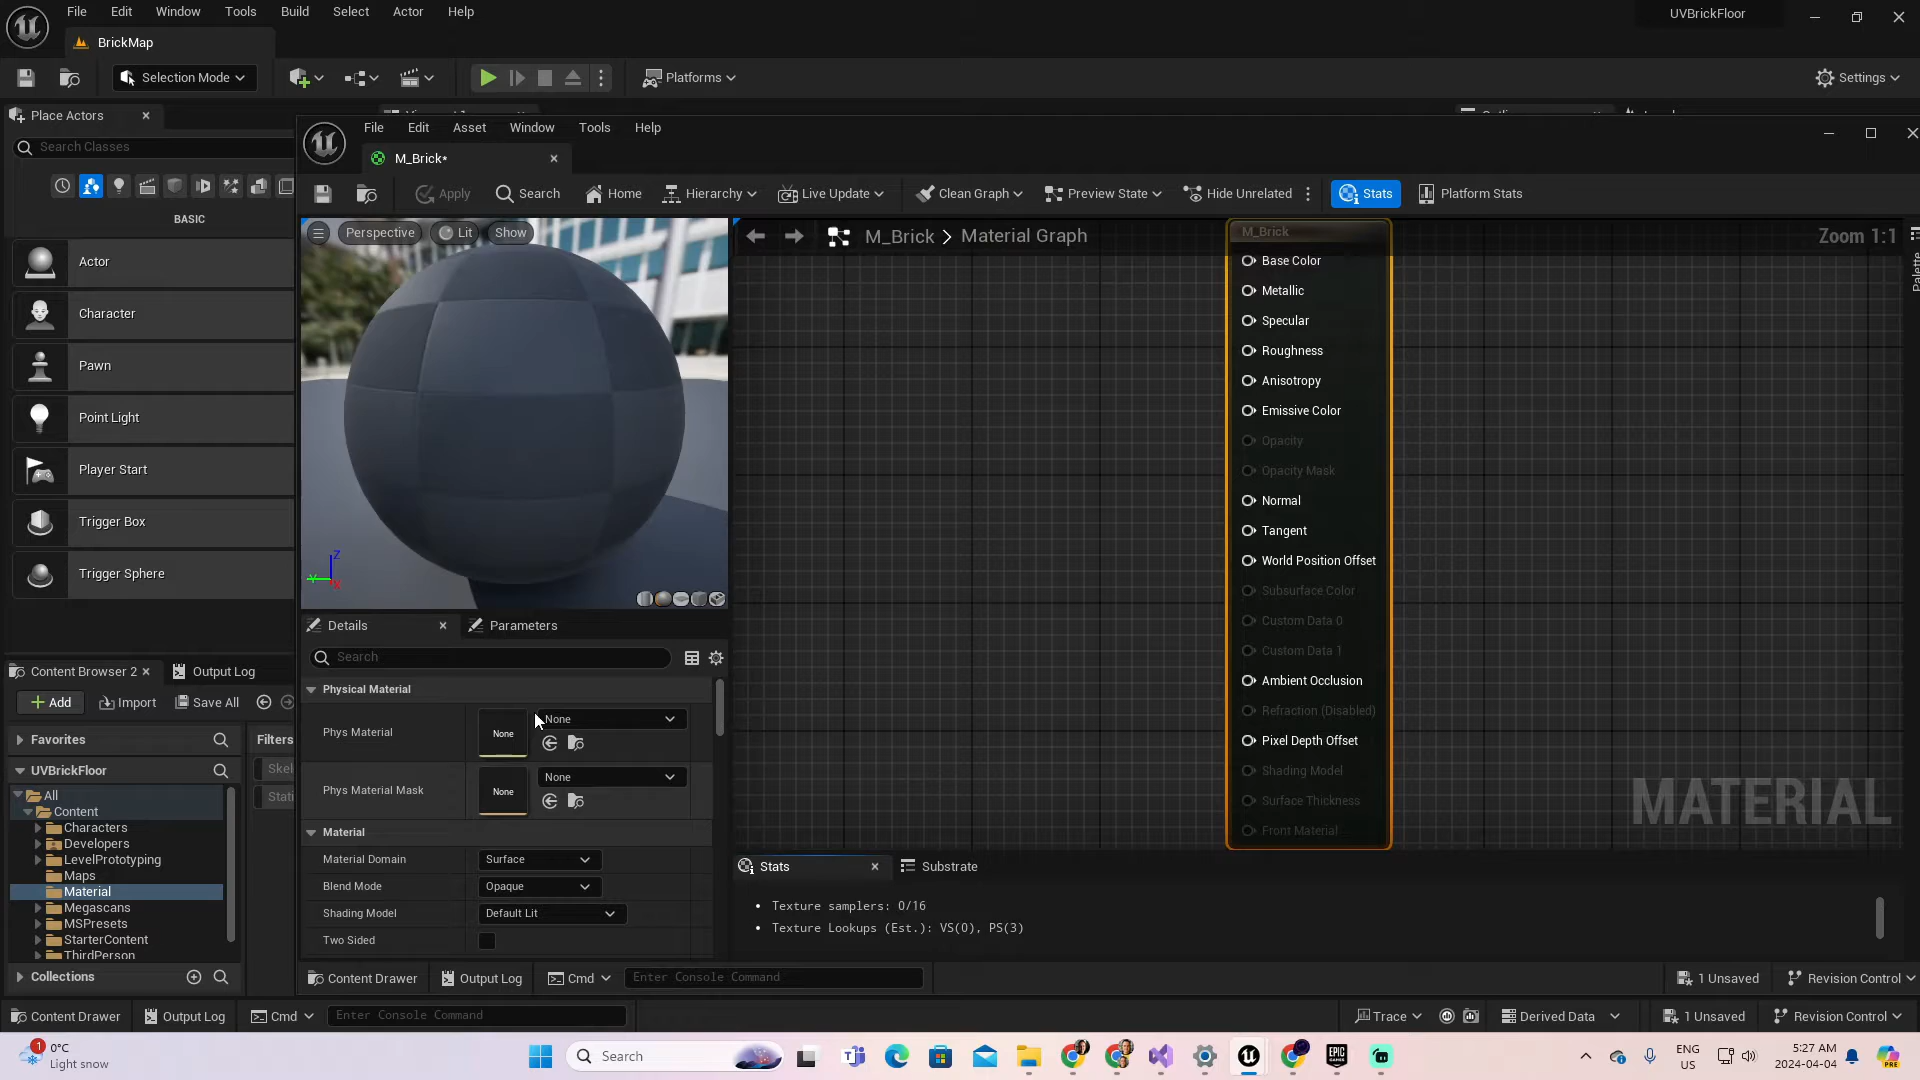 File Edit Window Tools Build Select Actor Help
UVBrickFloor
BrickMap
Selection Mode
Platforms
Settings
Place Actors
Search Classes
BASIC
Actor
Character
Pawn
Point Light
Player Start
Trigger Box
Trigger Sphere
File Edit Asset Window Tools Help
M_Brick*
Apply Search Home Hierarchy Live Update Clean Graph Preview State Hide Unrelated Stats Platform Stats
Perspective Lit Show
M_Brick > Material Graph
Zoom 1:1
Palette
M_Brick
Base Color
Metallic
Specular
Roughness
Anisotropy
Emissive Color
Opacity
Opacity Mask
Normal
Tangent
World Position Offset
Subsurface Color
Custom Data 0
Custom Data 1
Ambient Occlusion
Refraction (Disabled)
Pixel Depth Offset
Shading Model
Surface Thickness
Front Material
MATERIAL
Z
Y
X
Details Parameters
Search
Physical Material
Phys Material
None
None
Phys Material Mask
None
None
Material
Material Domain Surface
Blend Mode Opaque
Shading Model Default Lit
Two Sided
Stats Substrate
Texture samplers: 0/16
Texture Lookups (Est.): VS(0), PS(3)
Content Drawer Output Log Cmd Enter Console Command
1 Unsaved Revision Control
Content Browser 2 Output Log
Add Import Save All
Favorites
Filters
UVBrickFloor
All
Content
Characters
Developers
LevelPrototyping
Maps
Material
Megascans
MSPresets
StarterContent
ThirdPerson
Collections
Content Drawer Output Log Cmd Enter Console Command
Trace Derived Data 1 Unsaved Revision Control
1
0°C
Light snow
Search
ENG
US
5:27 AM
2024-04-04
PRE